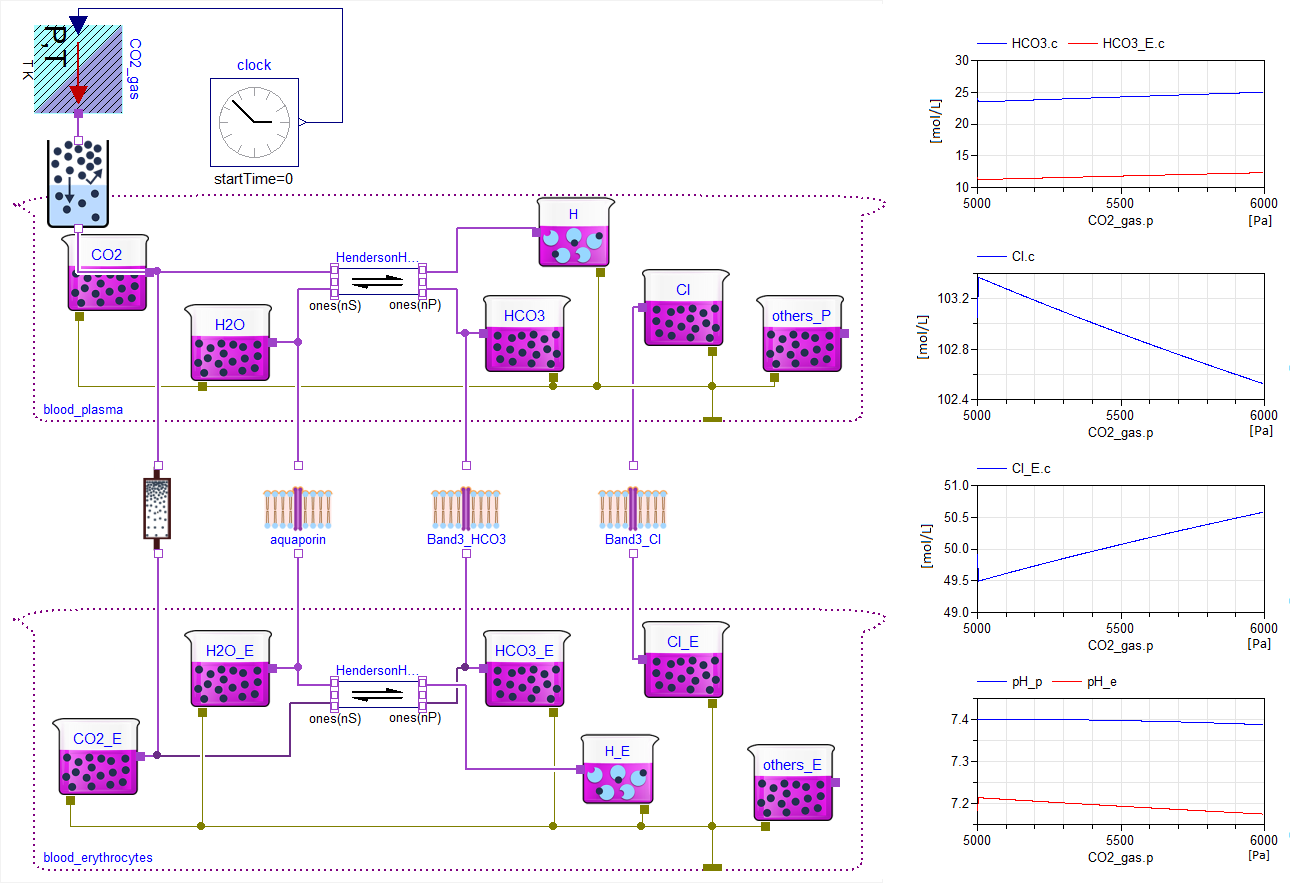 P,T
T K
CO2_gas
clock
startTime=0
CO2
H2O
HendersonH...
ones(nS)
ones(nP)
H
HCO3
Cl
others_P
blood_plasma
aquaporin
Band3_HCO3
Band3_Cl
H2O_E
CO2_E
HendersonH...
ones(nS)
ones(nP)
HCO3_E
H_E
Cl_E
others_E
blood_erythrocytes
HCO3.c
HCO3_E.c
[mol/L]
30
25
20
15
10
5000
5500
6000
CO2_gas.p
[Pa]
Cl.c
[mol/L]
103.2
102.8
102.4
5000
5500
6000
CO2_gas.p
[Pa]
Cl_E.c
[mol/L]
51.0
50.5
50.0
49.5
49.0
5000
5500
6000
CO2_gas.p
[Pa]
pH_p
pH_e
7.4
7.3
7.2
5000
5500
6000
CO2_gas.p
[Pa]